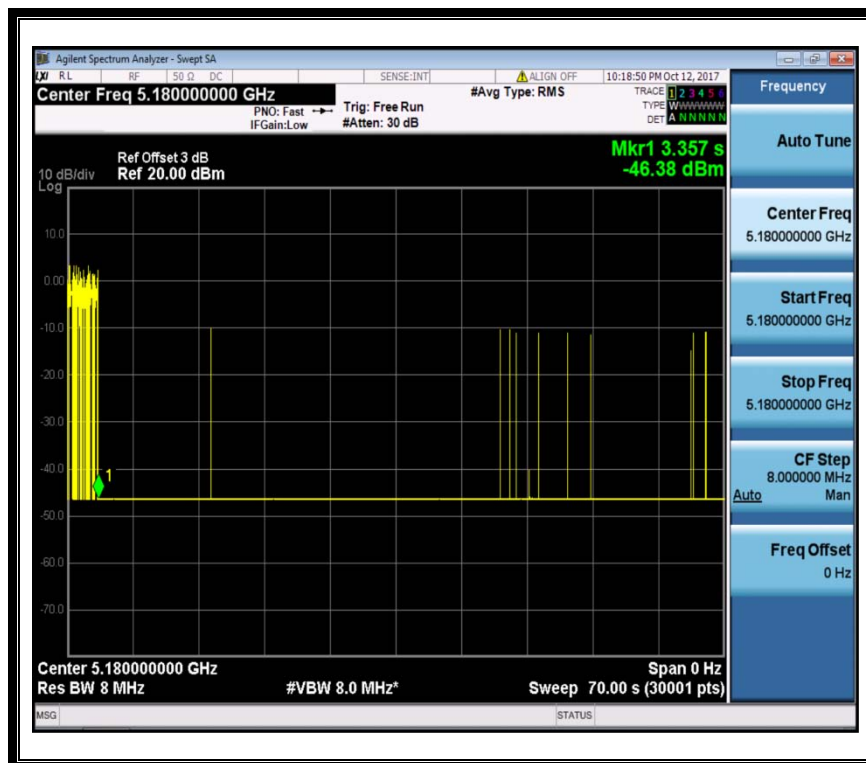 Agilent Spectrum Analyzer - Swept SA
LXI RL RF 50 Ω DC SENSE:INT ALIGN OFF 10:18:50 PM Oct 12, 2017
Center Freq 5.180000000 GHz #Avg Type: RMS TRACE 1 2 3 4 5 6
PNO: Fast Trig: Free Run TYPE WWWWWW
IFGain:Low #Atten: 30 dB DET A N N N N N
Ref Offset 3 dB Mkr1 3.357 s
10 dB/div Ref 20.00 dBm -46.38 dBm
Log
10.0
0.00
-10.0
-20.0
-30.0
-40.0
1
-50.0
-60.0
-70.0
Center 5.180000000 GHz Span 0 Hz
Res BW 8 MHz #VBW 8.0 MHz* Sweep 70.00 s (30001 pts)
MSG STATUS
Frequency
Auto Tune
Center Freq
5.180000000 GHz
Start Freq
5.180000000 GHz
Stop Freq
5.180000000 GHz
CF Step
8.000000 MHz
Auto Man
Freq Offset
0 Hz